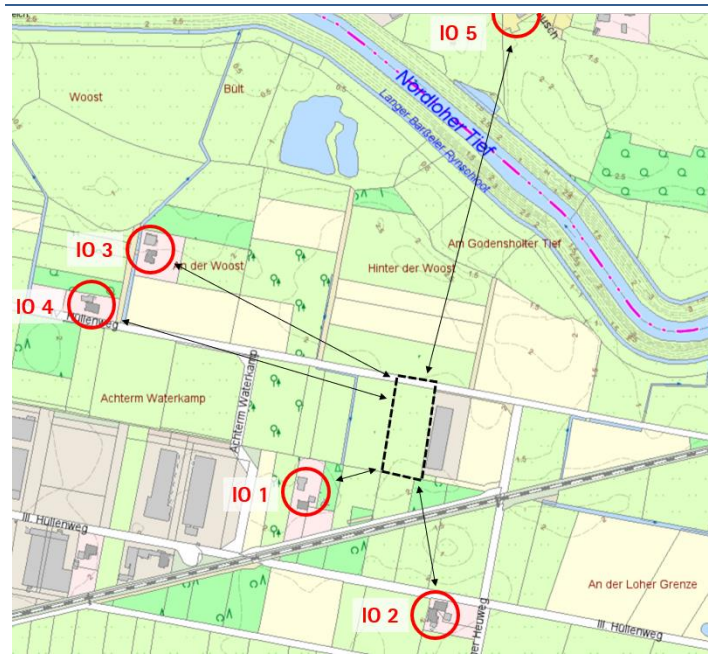 IO 5
Woost
Bült
Nordloher Tief
Langer Barßeler Rynschloot
IO 3
An der Woost
Hinter der Woost
Am Godensholter Tief
IO 4
Hüllenweg
Achterm Waterkamp
Achterm Waterkamp
IO 1
III. Hüllenweg
An der Loher Grenze
IO 2
III. Hüllenweg
Heuweg